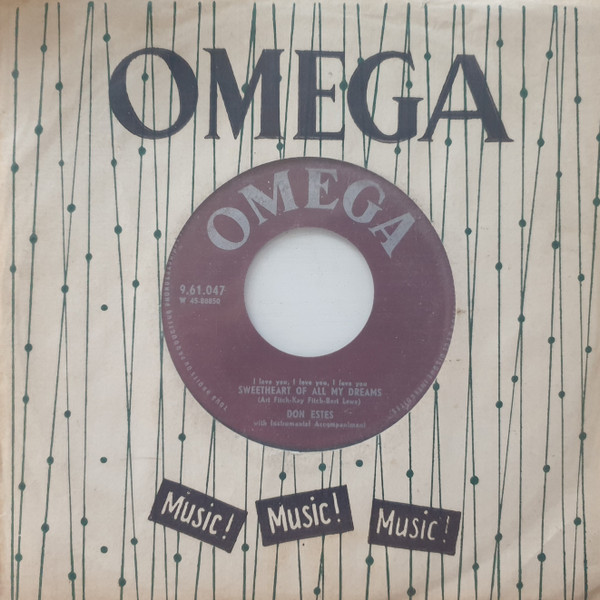 OMEGA
OMEGA
9.61.047
W 45-80850
I love you, I love you, I love you
SWEETHEART OF ALL MY DREAMS
(Art Fitch-Kay Fitch-Bert Lowe)
DON ESTES
with Instrumental Accompaniment
Music!
Music!
Music!